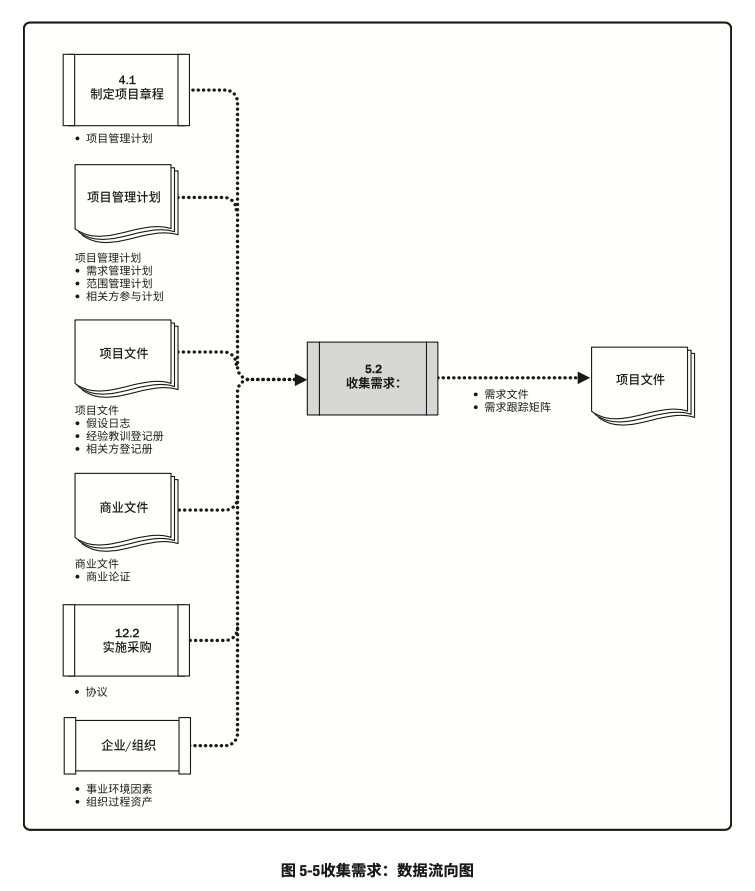 4.1
制定项目章程
• 项目管理计划
项目管理计划
项目管理计划
• 需求管理计划
• 范围管理计划
• 相关方参与计划
项目文件
项目文件
• 假设日志
• 经验教训登记册
• 相关方登记册
商业文件
商业文件
• 商业论证
12.2
实施采购
• 协议
企业/组织
• 事业环境因素
• 组织过程资产
5.2
收集需求：
• 需求文件
• 需求跟踪矩阵
项目文件
图 5-5收集需求：数据流向图